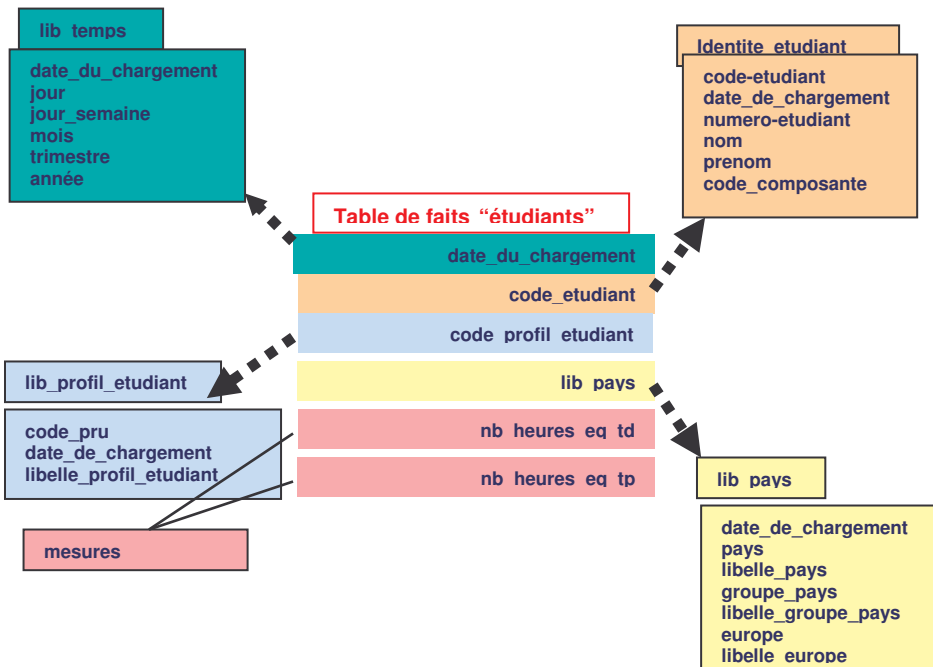 lib_temps
date_du_chargement
jour
jour_semaine
mois
trimestre
année
Identite_etudiant
code-etudiant
date_de_chargement
numero-etudiant
nom
prenom
code_composante
Table de faits “étudiants”
date_du_chargement
code_etudiant
code_profil_etudiant
lib_pays
nb_heures_eq_td
nb_heures_eq_tp
lib_profil_etudiant
code_pru
date_de_chargement
libelle_profil_etudiant
mesures
lib_pays
date_de_chargement
pays
libelle_pays
groupe_pays
libelle_groupe_pays
europe
libelle_europe